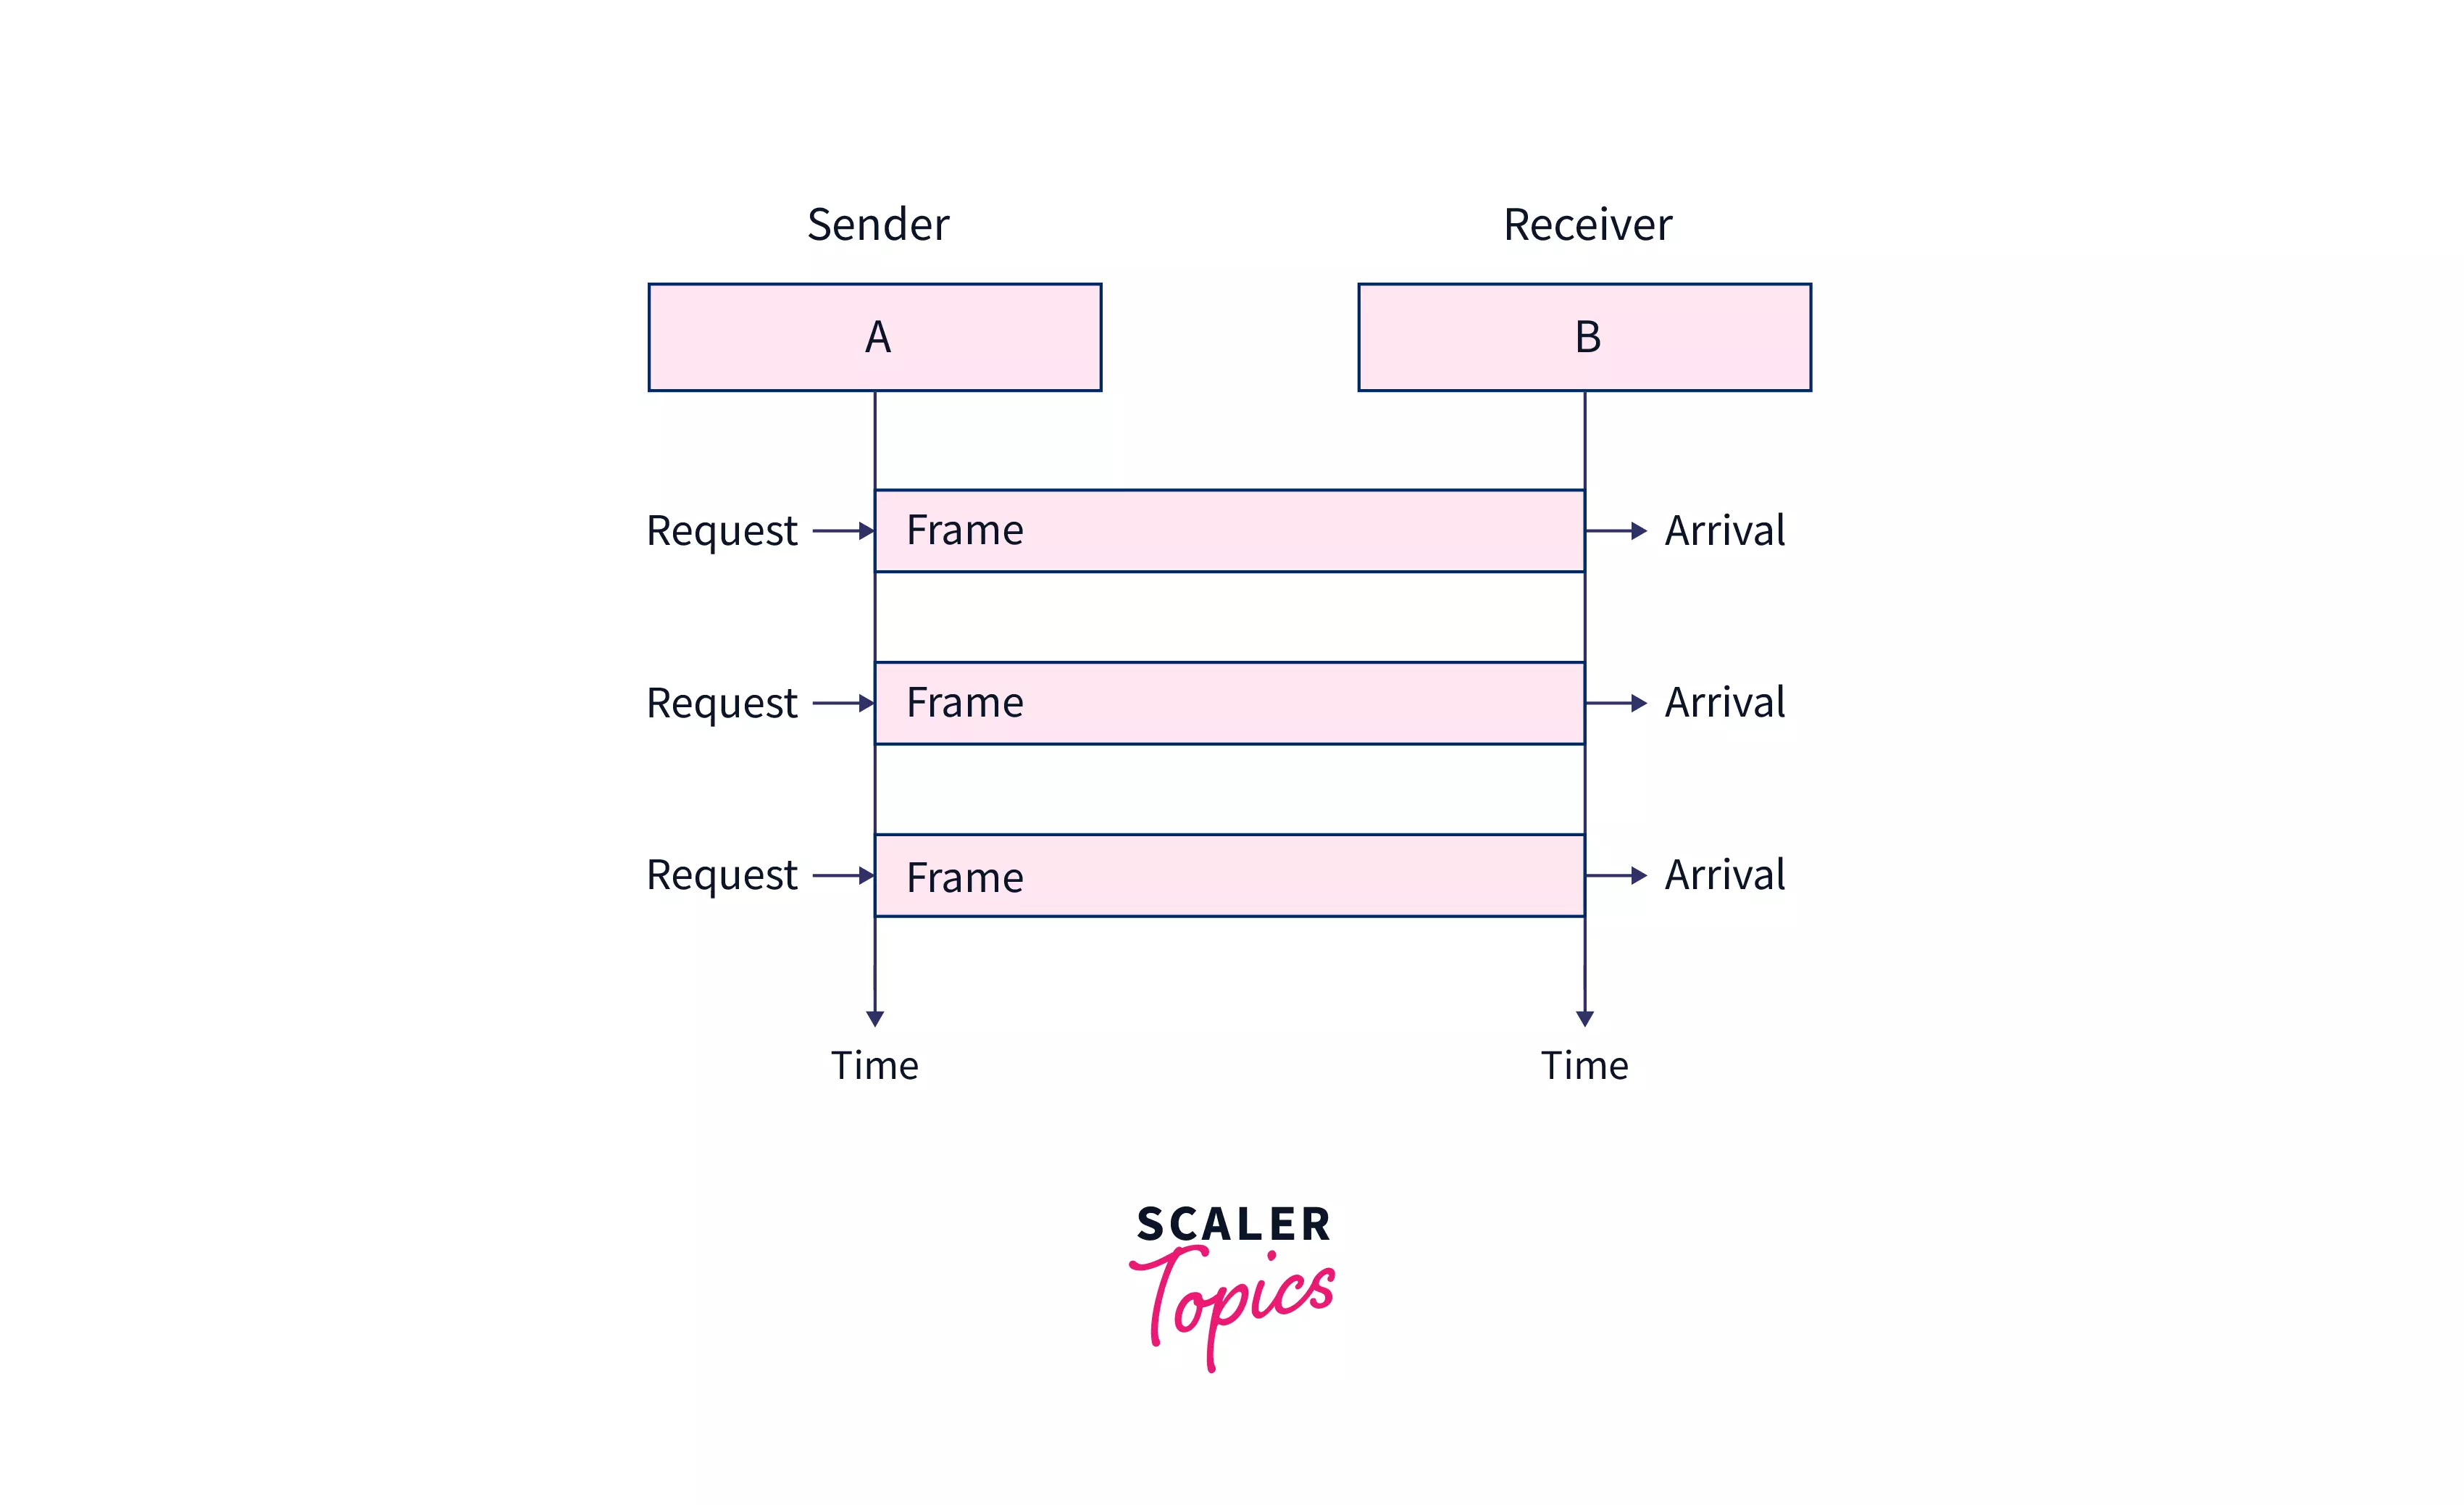 Sender Receiver
A B
Request Frame Arrival
Request Frame Arrival
Request Frame Arrival
Time Time
SCALER
Topics